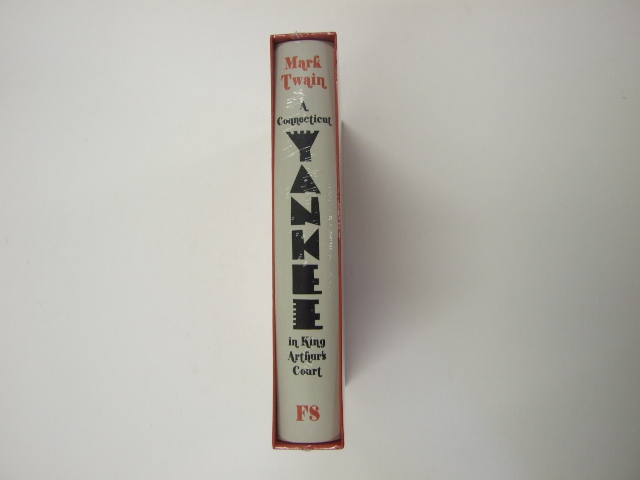 Mark
Twain
A
Connecticut
YANKEE
in King
Arthur's
Court
FS